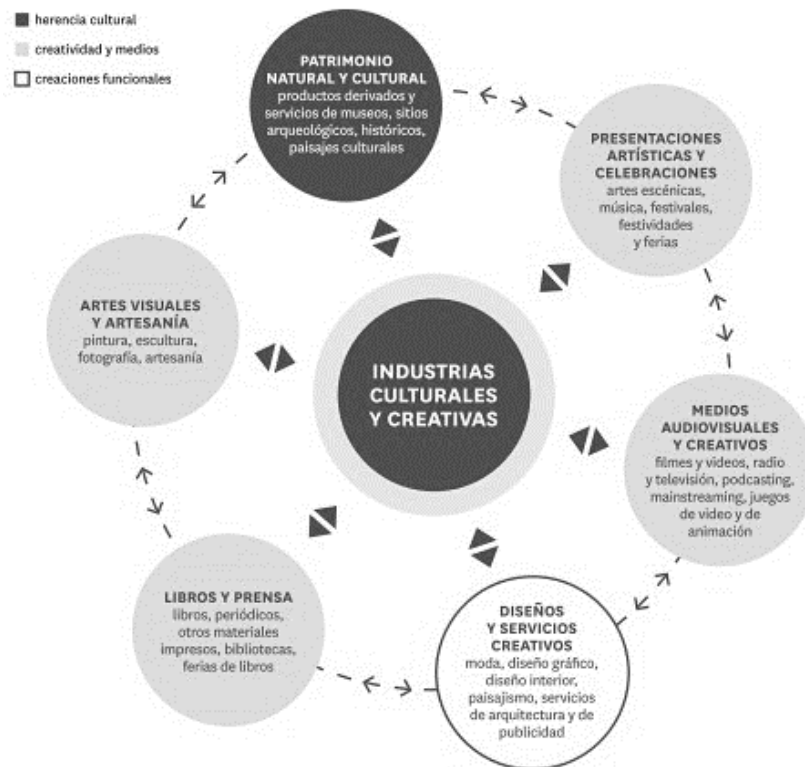 herencia cultural
creatividad y medios
creaciones funcionales
PATRIMONIO
NATURAL Y CULTURAL
productos derivados y
servicios de museos, sitios
arqueológicos, históricos,
paisajes culturales
PRESENTACIONES
ARTÍSTICAS Y
CELEBRACIONES
artes escénicas,
música, festivales,
festividades
y ferias
ARTES VISUALES
Y ARTESANÍA
pintura, escultura,
fotografía, artesanía
INDUSTRIAS
CULTURALES
Y CREATIVAS
MEDIOS
AUDIOVISUALES
Y CREATIVOS
filmes y videos, radio
y televisión, podcasting,
mainstreaming, juegos
de video y de
animación
LIBROS Y PRENSA
libros, periódicos,
otros materiales
impresos, bibliotecas,
ferias de libros
DISEÑOS
Y SERVICIOS
CREATIVOS
moda, diseño gráfico,
diseño interior,
paisajismo, servicios
de arquitectura y de
publicidad